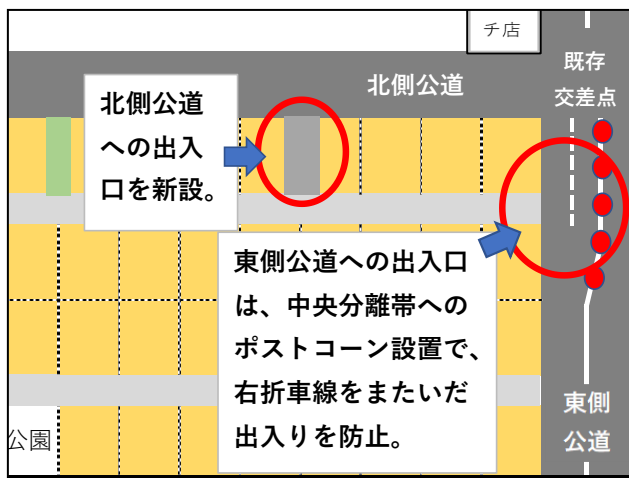 チ店
既存
交差点
北側公道
北側公道
への出入
口を新設。
東側公道への出入口
は、中央分離帯への
ポストコーン設置で、
右折車線をまたいだ
出入りを防止。
東側
公道
公園